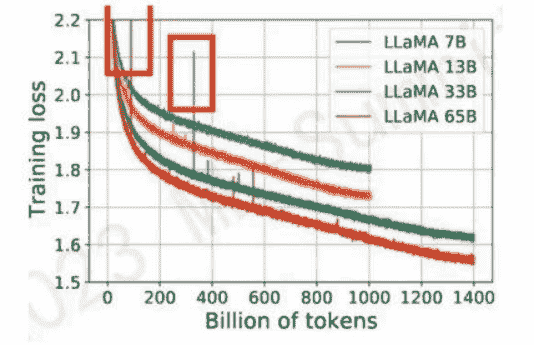 2.2
2.1
2.0
1.9
1.8
1.7
1.6
1.5
Training loss
LLaMA 7B
LLaMA 13B
LLaMA 33B
LLaMA 65B
0 200 400 600 800 1000 1200 1400
Billion of tokens